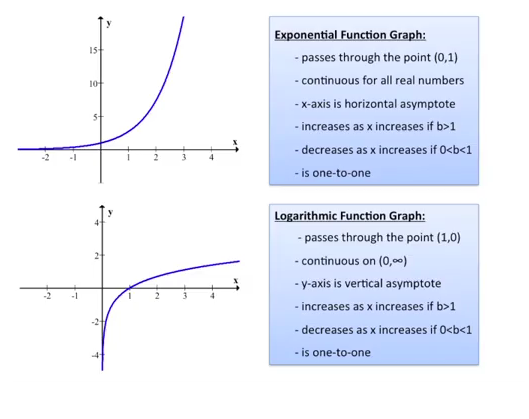 y
15
10
5
x
-2 -1 1 2 3 4
Exponential Function Graph:
- passes through the point (0,1)
- continuous for all real numbers
- x-axis is horizontal asymptote
- increases as x increases if b>1
- decreases as x increases if 0<b<1
- is one-to-one
y
4
2
x
-2 -1 1 2 3 4
-2
-4
Logarithmic Function Graph:
- passes through the point (1,0)
- continuous on (0,∞)
- y-axis is vertical asymptote
- increases as x increases if b>1
- decreases as x increases if 0<b<1
- is one-to-one